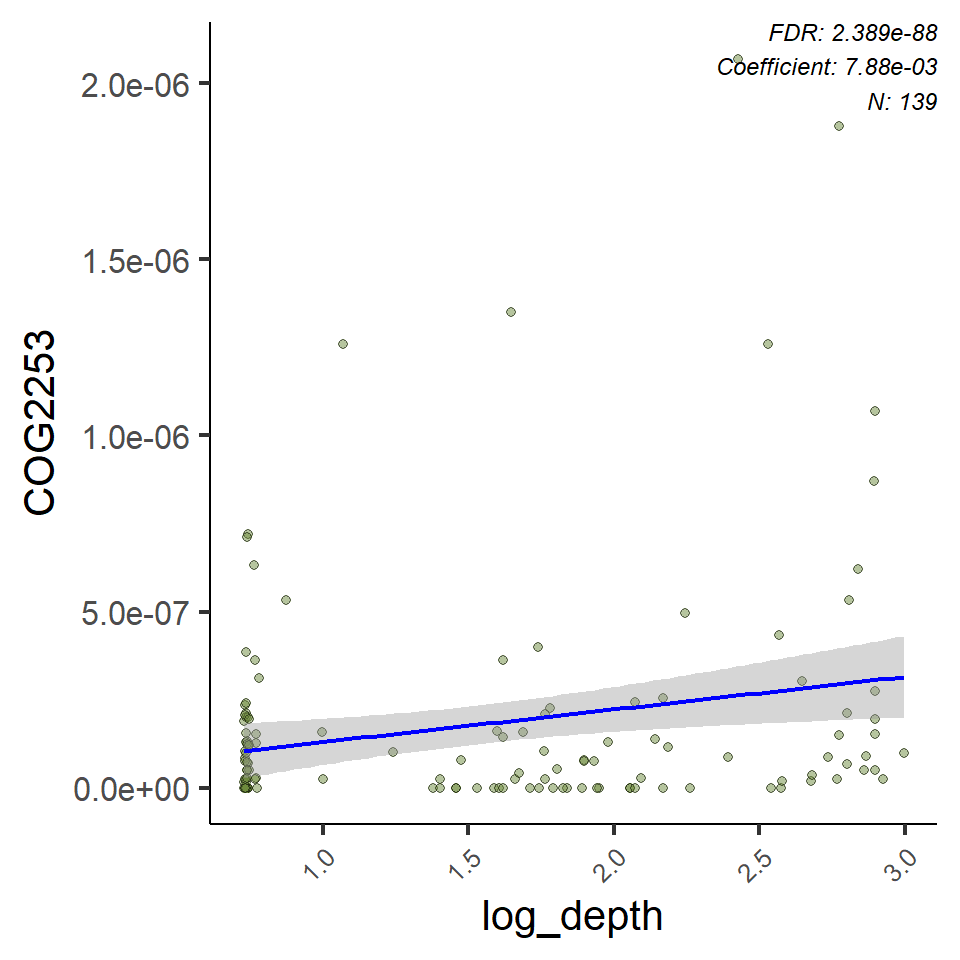 FDR: 2.389e-88
Coefficient: 7.88e-03
N: 139
2.0e-06
1.5e-06
1.0e-06
5.0e-07
0.0e+00
COG2253
1.0
1.5
2.0
2.5
3.0
log_depth